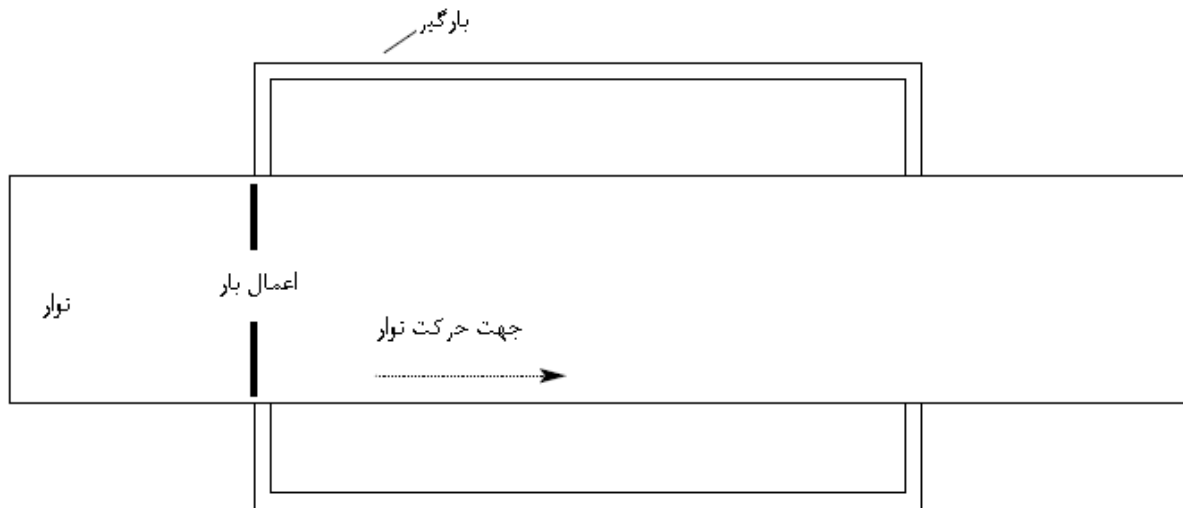 بارگیر
اعمال بار
نوار
جهت حرکت نوار